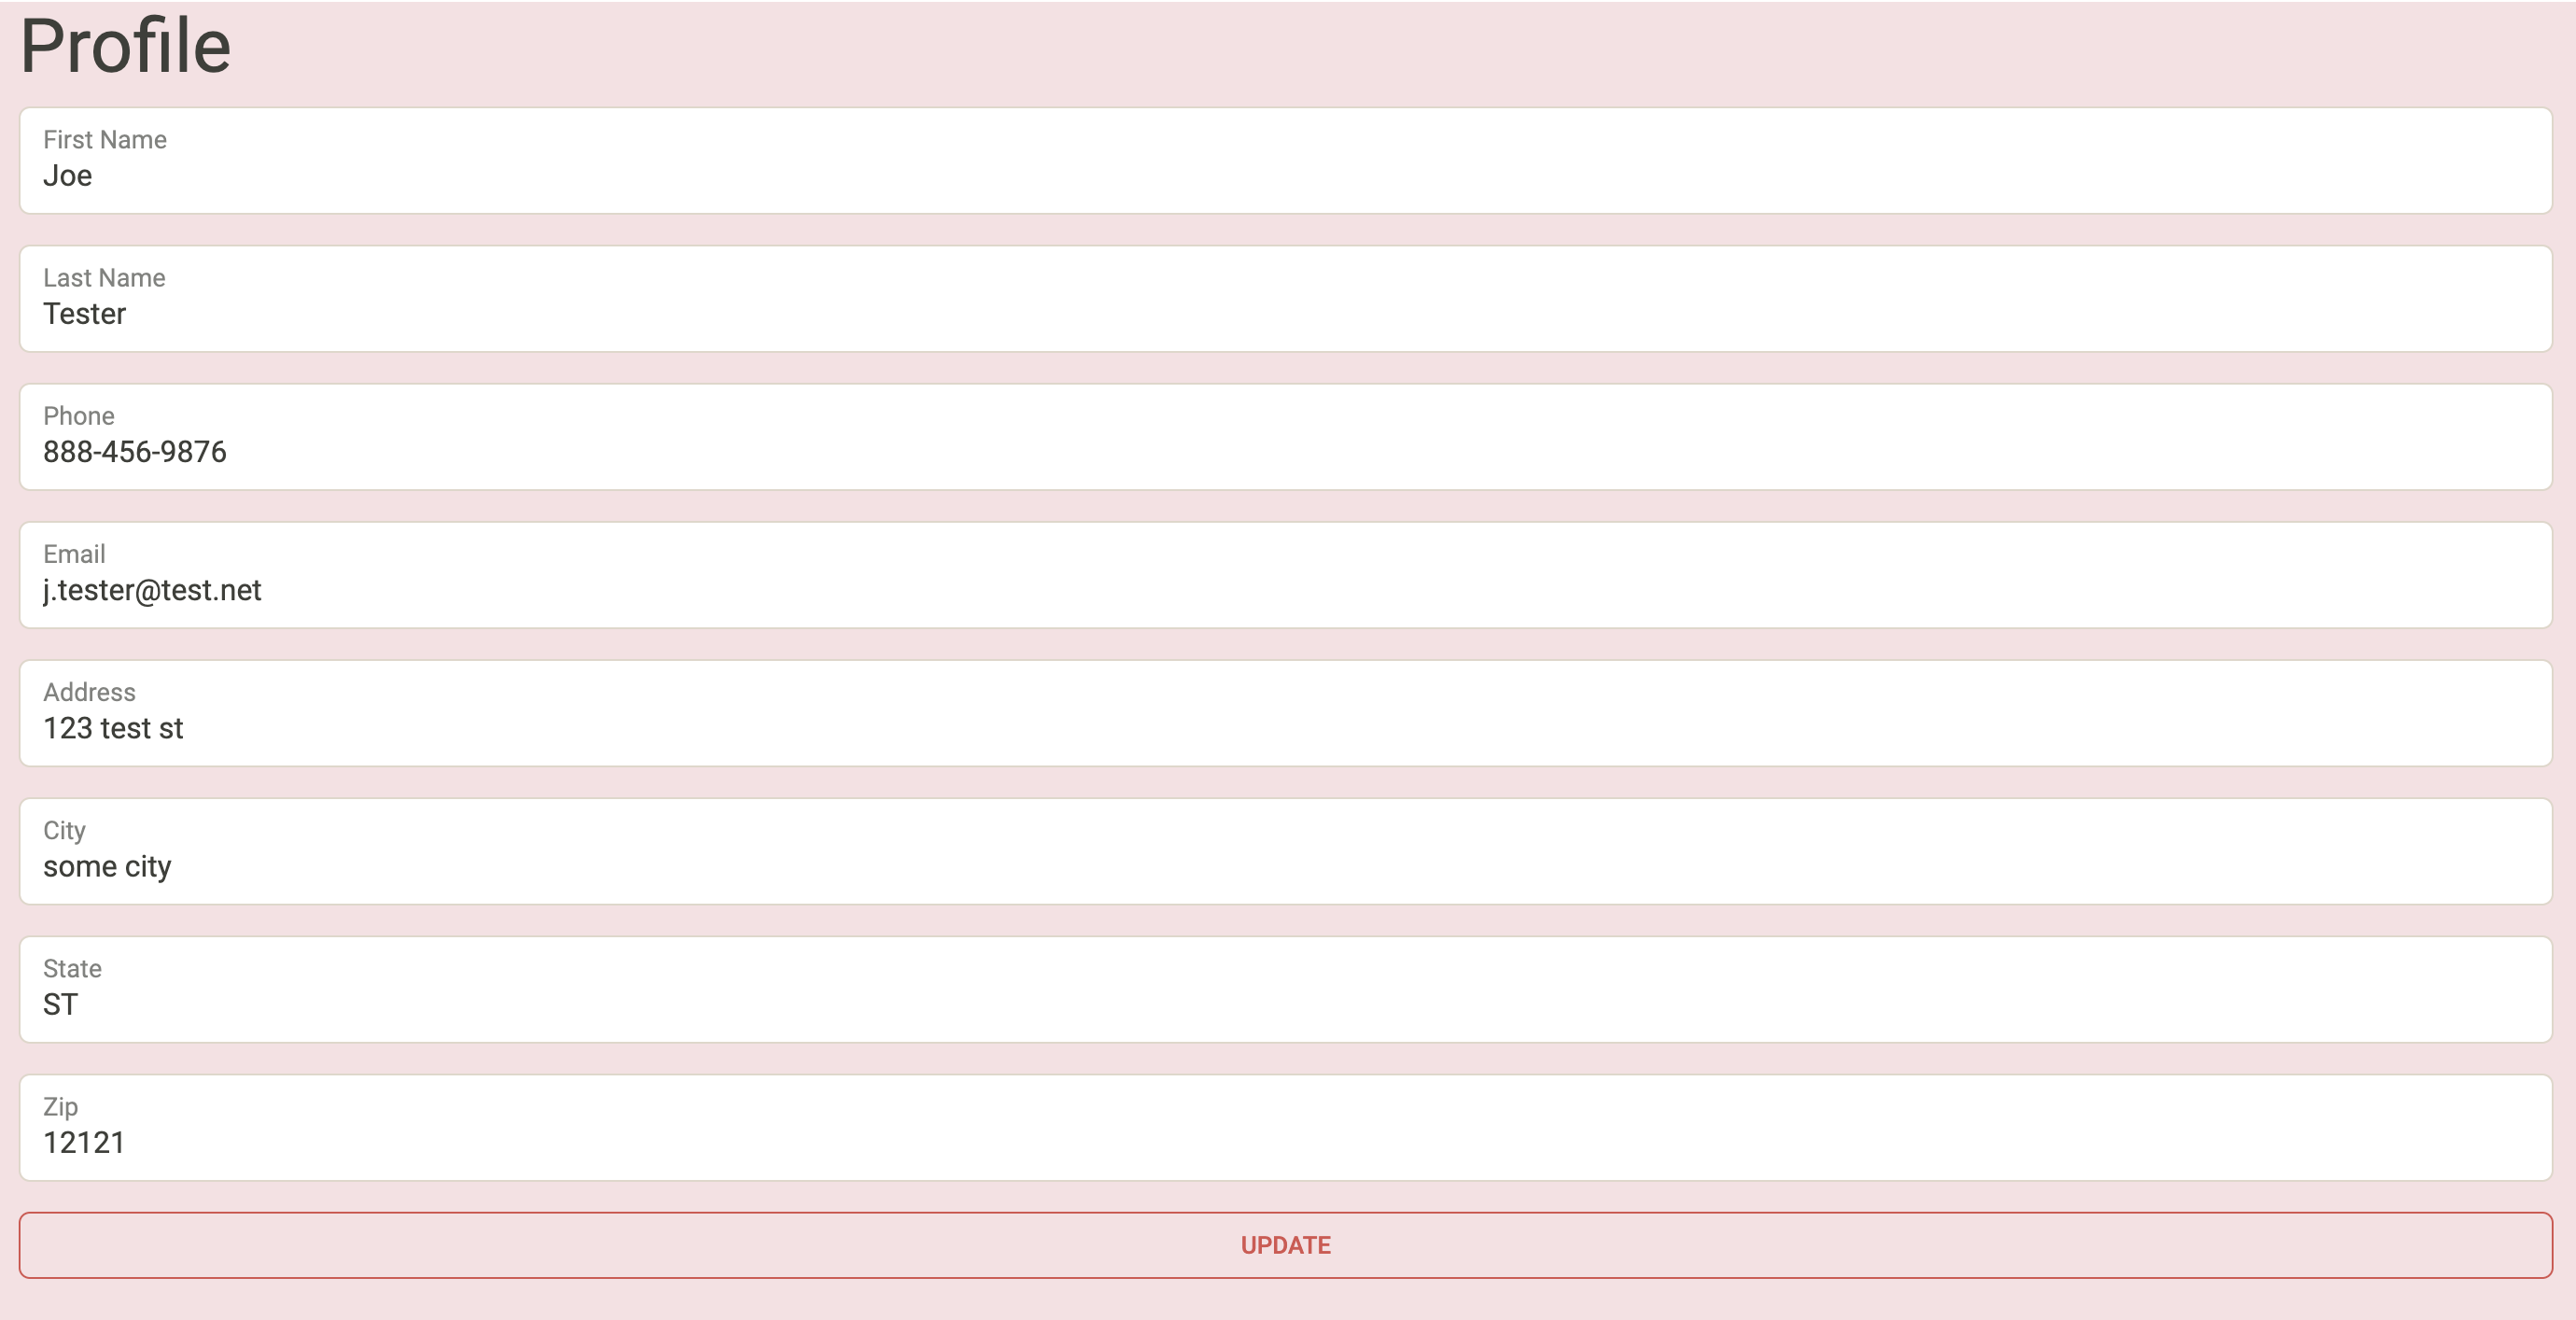 Profile
First Name
Joe
Last Name
Tester
Phone
888-456-9876
Email
j.tester@test.net
Address
123 test st
City
some city
State
ST
Zip
12121
UPDATE